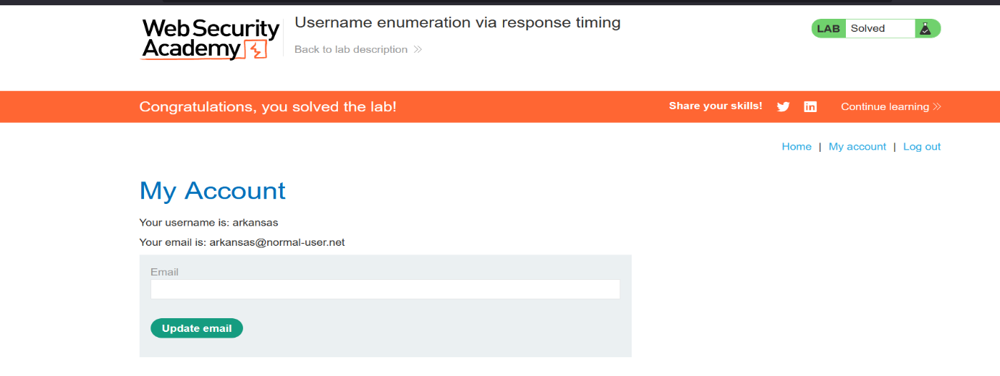 Web Security
Academy
Username enumeration via response timing
Back to lab description >>
LAB Solved
Congratulations, you solved the lab!
Share your skills! in Continue learning >>
Home | My account | Log out
My Account
Your username is: arkansas
Your email is: arkansas@normal-user.net
Email
Update email